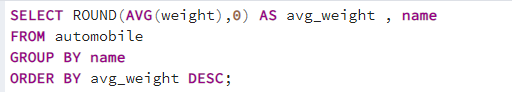 SELECT ROUND(AVG(weight),0) AS avg_weight , name
FROM automobile
GROUP BY name
ORDER BY avg_weight DESC;